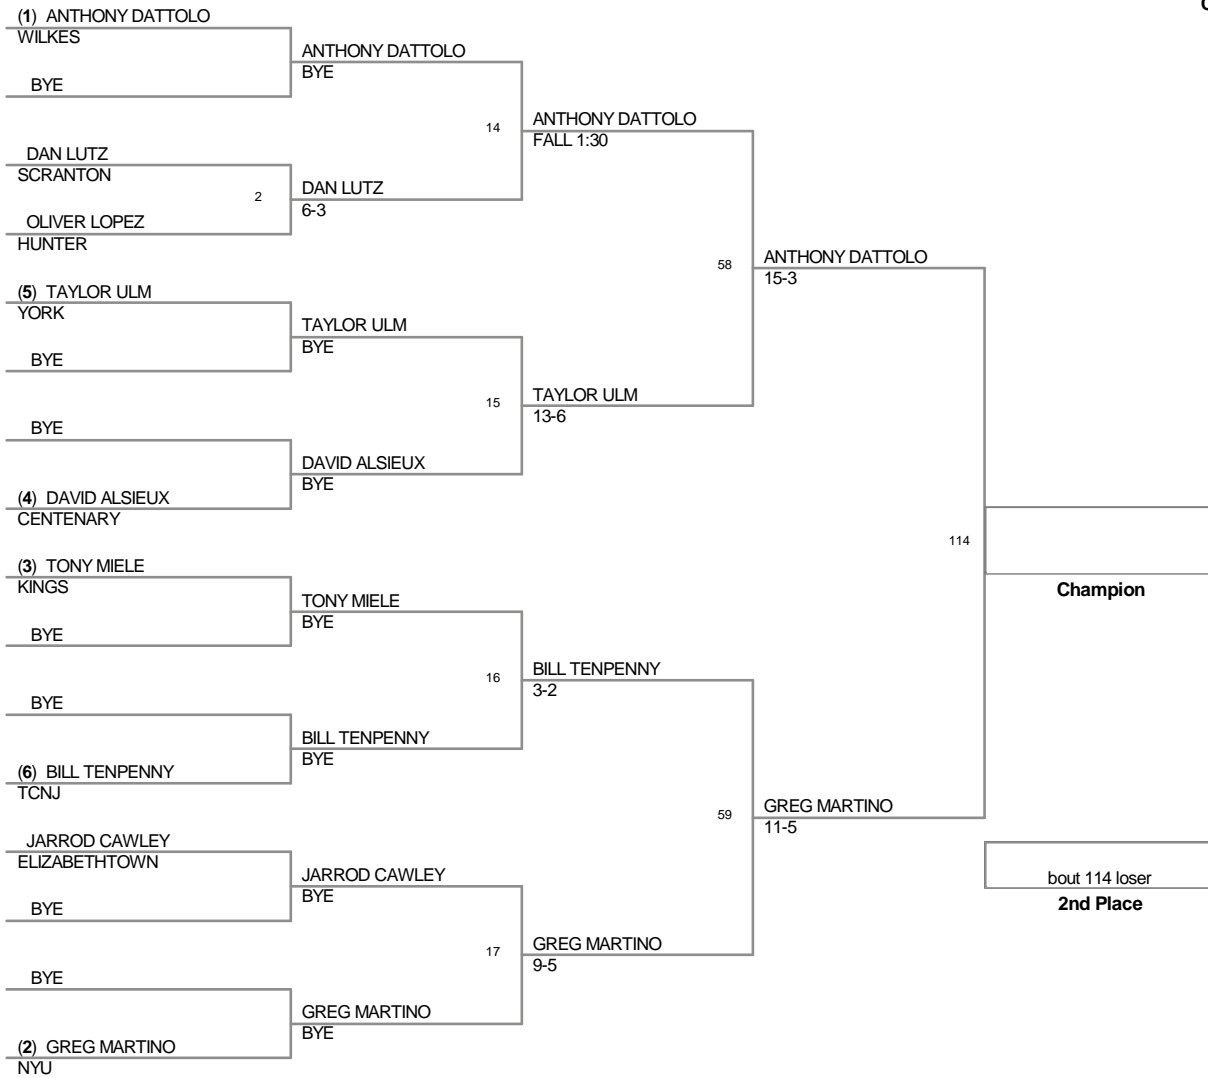 (1) ANTHONY DATTOLO
WILKES
BYE
DAN LUTZ
SCRANTON
OLIVER LOPEZ
HUNTER
(5) TAYLOR ULM
YORK
BYE
BYE
(4) DAVID ALSIEUX
CENTENARY
(3) TONY MIELE
KINGS
BYE
BYE
(6) BILL TENPENNY
TCNJ
JARROD CAWLEY
ELIZABETHTOWN
BYE
BYE
(2) GREG MARTINO
NYU
ANTHONY DATTOLO
BYE
2
DAN LUTZ
6-3
TAYLOR ULM
BYE
DAVID ALSIEUX
BYE
TONY MIELE
BYE
BILL TENPENNY
BYE
JARROD CAWLEY
BYE
GREG MARTINO
BYE
14
ANTHONY DATTOLO
FALL 1:30
15
TAYLOR ULM
13-6
16
BILL TENPENNY
3-2
17
GREG MARTINO
9-5
58
ANTHONY DATTOLO
15-3
59
GREG MARTINO
11-5
114
Champion
bout 114 loser
2nd Place